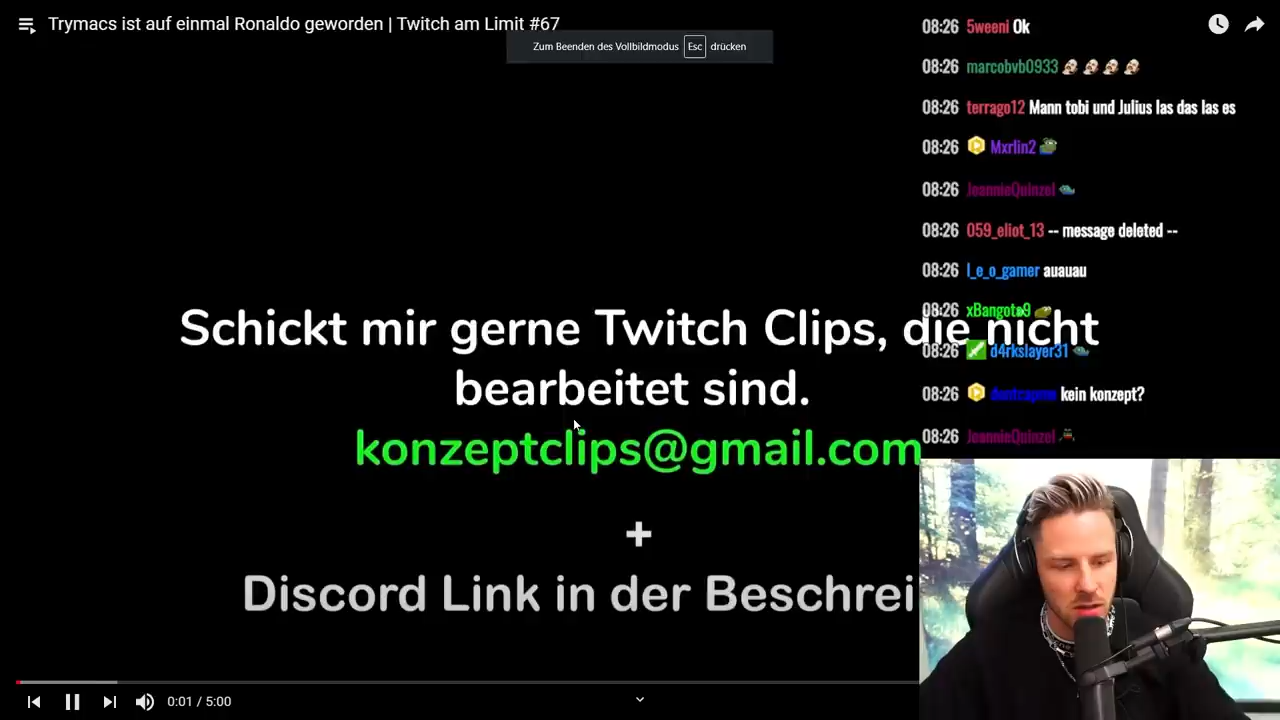 Trymacs ist auf einmal Ronaldo geworden | Twitch am Limit #67
Zum Beenden des Vollbildmodus Esc drücken
08:26 5weeni Ok
08:26 marcobvb0933
08:26 terrago12 Mann tobi und Julius las das las es
08:26 Mxrlin2
08:26 JeannieQuinzel
08:26 059_eliot_13 -- message deleted --
08:26 l_e_o_gamer auauau
08:26 xBangota9
08:26 d4rkslayer31
08:26 kein konzept?
08:26 JeannieQuinzel
Schickt mir gerne Twitch Clips, die nicht
bearbeitet sind.
konzeptclips@gmail.com
+
Discord Link in der Beschrei
0:01 / 5:00